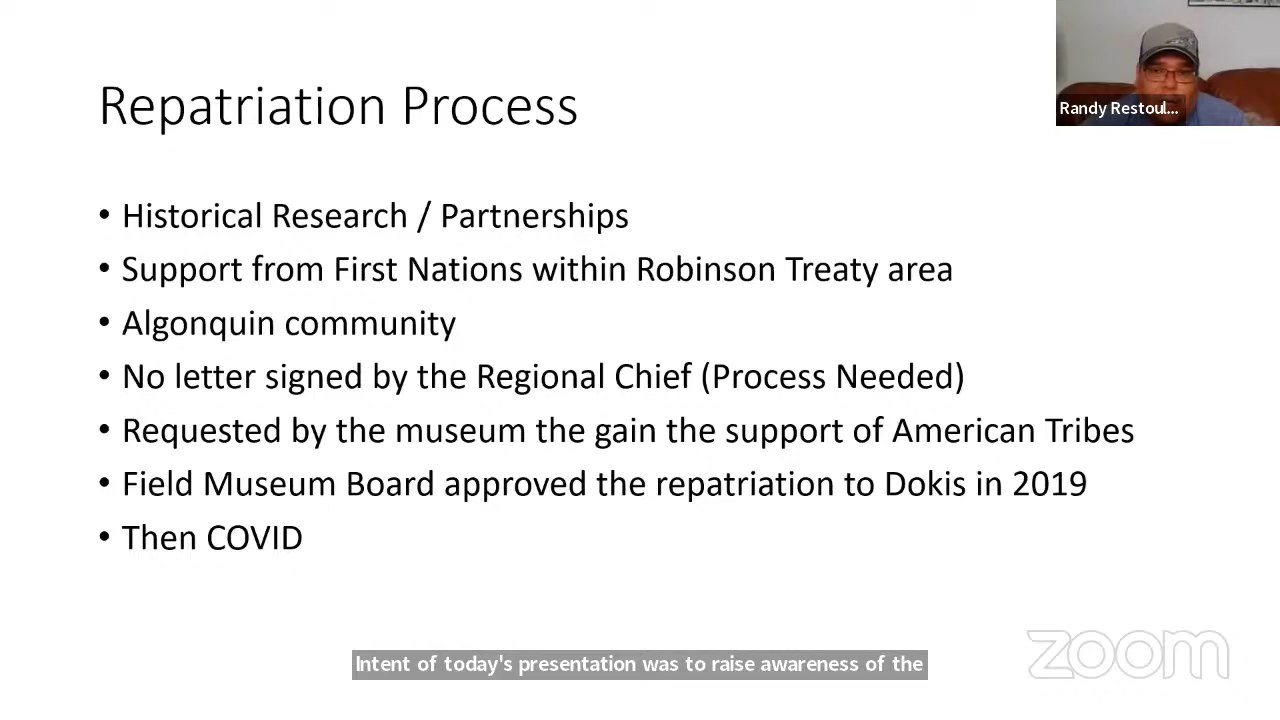 Repatriation Process
Randy Restoul...
• Historical Research / Partnerships
• Support from First Nations within Robinson Treaty area
• Algonquin community
• No letter signed by the Regional Chief (Process Needed)
• Requested by the museum the gain the support of American Tribes
• Field Museum Board approved the repatriation to Dokis in 2019
• Then COVID
Intent of today's presentation was to raise awareness of the
zoom